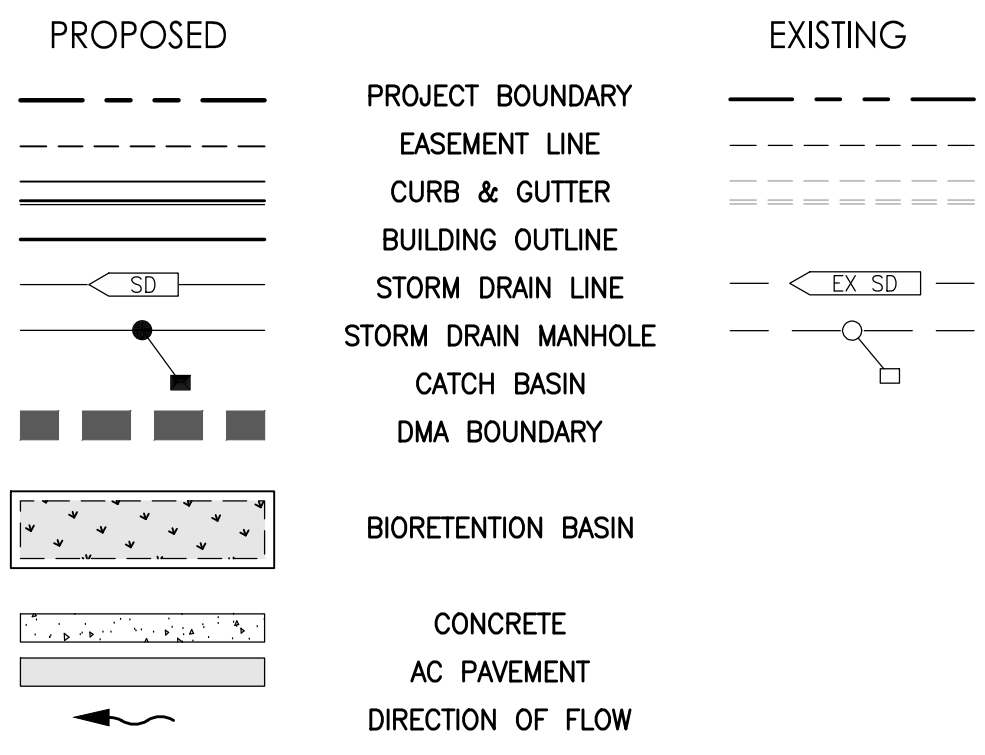 PROPOSED EXISTING
PROJECT BOUNDARY
EASEMENT LINE
CURB & GUTTER
BUILDING OUTLINE
SD STORM DRAIN LINE EX SD
STORM DRAIN MANHOLE
CATCH BASIN
DMA BOUNDARY
BIORETENTION BASIN
CONCRETE
AC PAVEMENT
DIRECTION OF FLOW